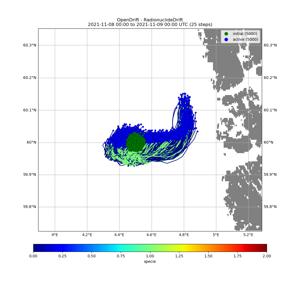 OpenDrift - RadionuclideDrift
2021-11-08 00:00 to 2021-11-09 00:00 UTC (25 steps)
initial (5000)
active (5000)
60.3°N
60.3°N
60.2°N
60.2°N
60.1°N
60.1°N
60°N
60°N
59.9°N
59.9°N
59.8°N
59.8°N
4°E
4.2°E
4.4°E
4.6°E
4.8°E
5°E
5.2°E
0.00
0.25
0.50
0.75
1.00
1.25
1.50
1.75
2.00
specie